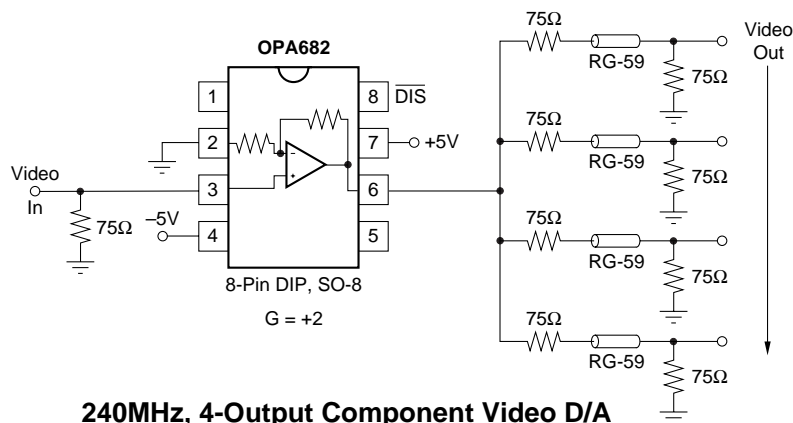 OPA682
1
2
3
4
8
DIS
7
+5V
6
5
–
+
Video
In
75Ω
–5V
8-Pin DIP, SO-8
G = +2
75Ω
RG-59
75Ω
75Ω
RG-59
75Ω
75Ω
RG-59
75Ω
75Ω
RG-59
75Ω
Video
Out
240MHz, 4-Output Component Video D/A